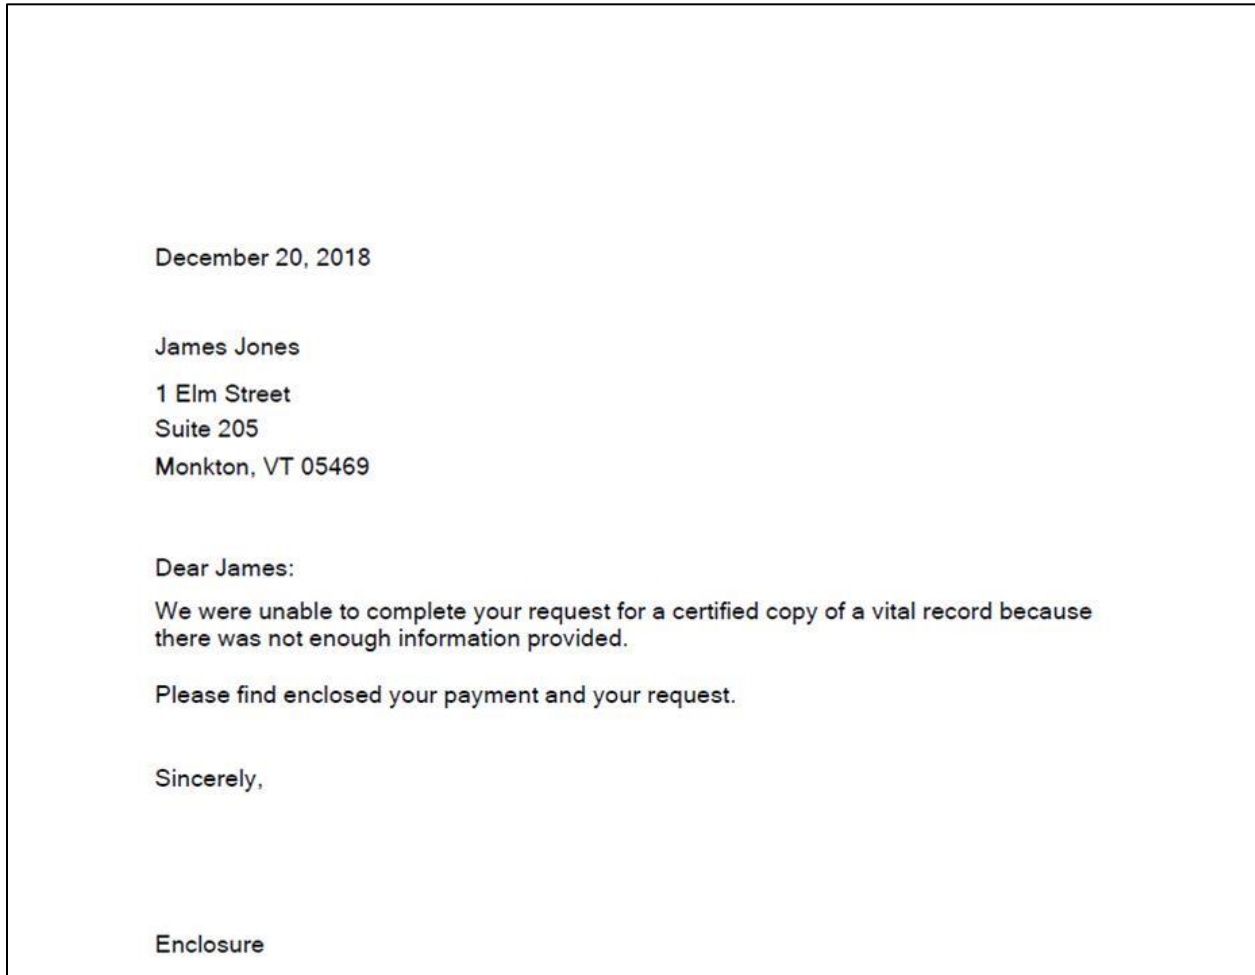 December 20, 2018
James Jones
1 Elm Street
Suite 205
Monkton, VT 05469
Dear James:
We were unable to complete your request for a certified copy of a vital record because
there was not enough information provided.
Please find enclosed your payment and your request.
Sincerely,
Enclosure